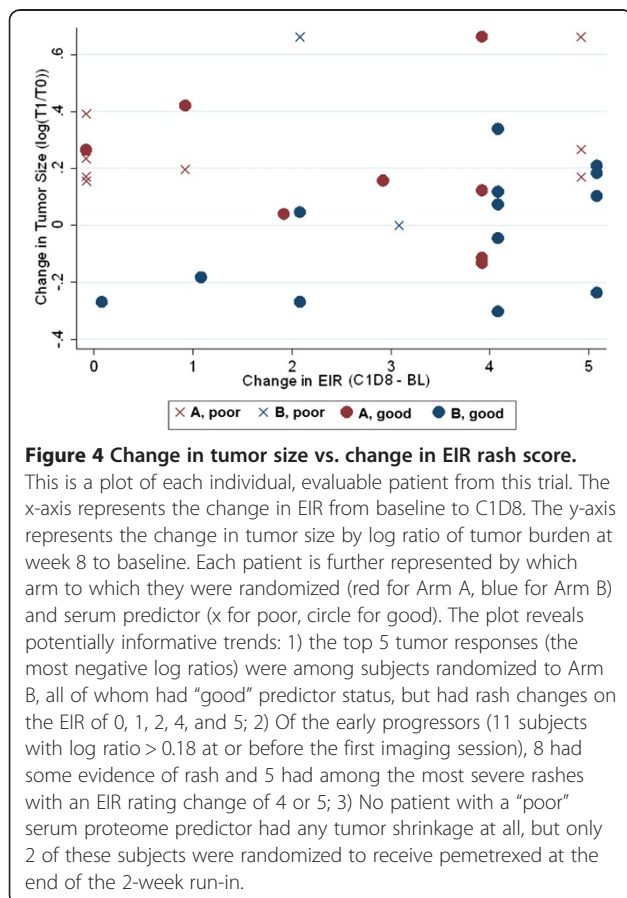 .6
.4
.2
0
-.2
-.4
Change in Tumor Size (log(T1/T0))
0 1 2 3 4 5
Change in EIR (C1D8 - BL)
× A, poor × B, poor ● A, good ● B, good
Figure 4 Change in tumor size vs. change in EIR rash score.
This is a plot of each individual, evaluable patient from this trial. The
x-axis represents the change in EIR from baseline to C1D8. The y-axis
represents the change in tumor size by log ratio of tumor burden at
week 8 to baseline. Each patient is further represented by which
arm to which they were randomized (red for Arm A, blue for Arm B)
and serum predictor (x for poor, circle for good). The plot reveals
potentially informative trends: 1) the top 5 tumor responses (the
most negative log ratios) were among subjects randomized to Arm
B, all of whom had “good” predictor status, but had rash changes on
the EIR of 0, 1, 2, 4, and 5; 2) Of the early progressors (11 subjects
with log ratio > 0.18 at or before the first imaging session), 8 had
some evidence of rash and 5 had among the most severe rashes
with an EIR rating change of 4 or 5; 3) No patient with a “poor”
serum proteome predictor had any tumor shrinkage at all, but only
2 of these subjects were randomized to receive pemetrexed at the
end of the 2-week run-in.